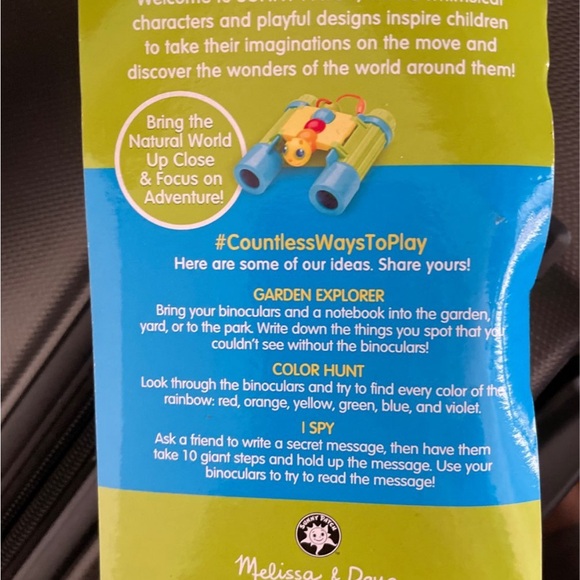 Welcome to
characters and playful designs inspire children
to take their imaginations on the move and
discover the wonders of the world around them!
Bring the
Natural World
Up Close
& Focus on
Adventure!
#CountlessWaysToPlay
Here are some of our ideas. Share yours!
GARDEN EXPLORER
Bring your binoculars and a notebook into the garden,
yard, or to the park. Write down the things you spot that you
couldn't see without the binoculars!
COLOR HUNT
Look through the binoculars and try to find every color of the
rainbow: red, orange, yellow, green, blue, and violet.
I SPY
Ask a friend to write a secret message, then have them
take 10 giant steps and hold up the message. Use your
binoculars to try to read the message!
SUNNY PATCH
Melissa & Doug